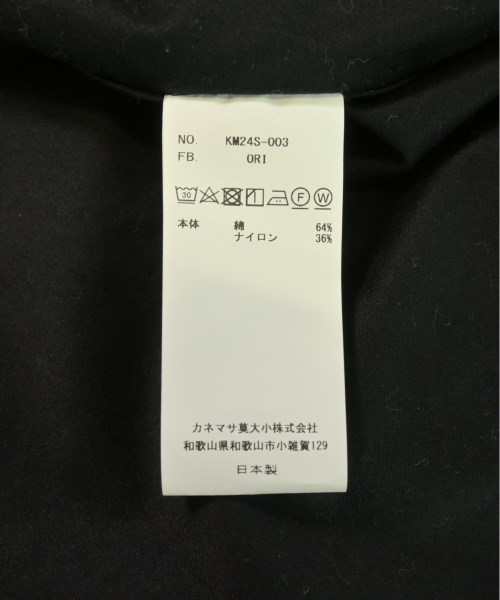 NO. KM24S-003
FB. ORI
30 F W
本体 綿 64%
ナイロン 36%
カネマサ莫大小株式会社
和歌山県和歌山市小雑賀129
日本製